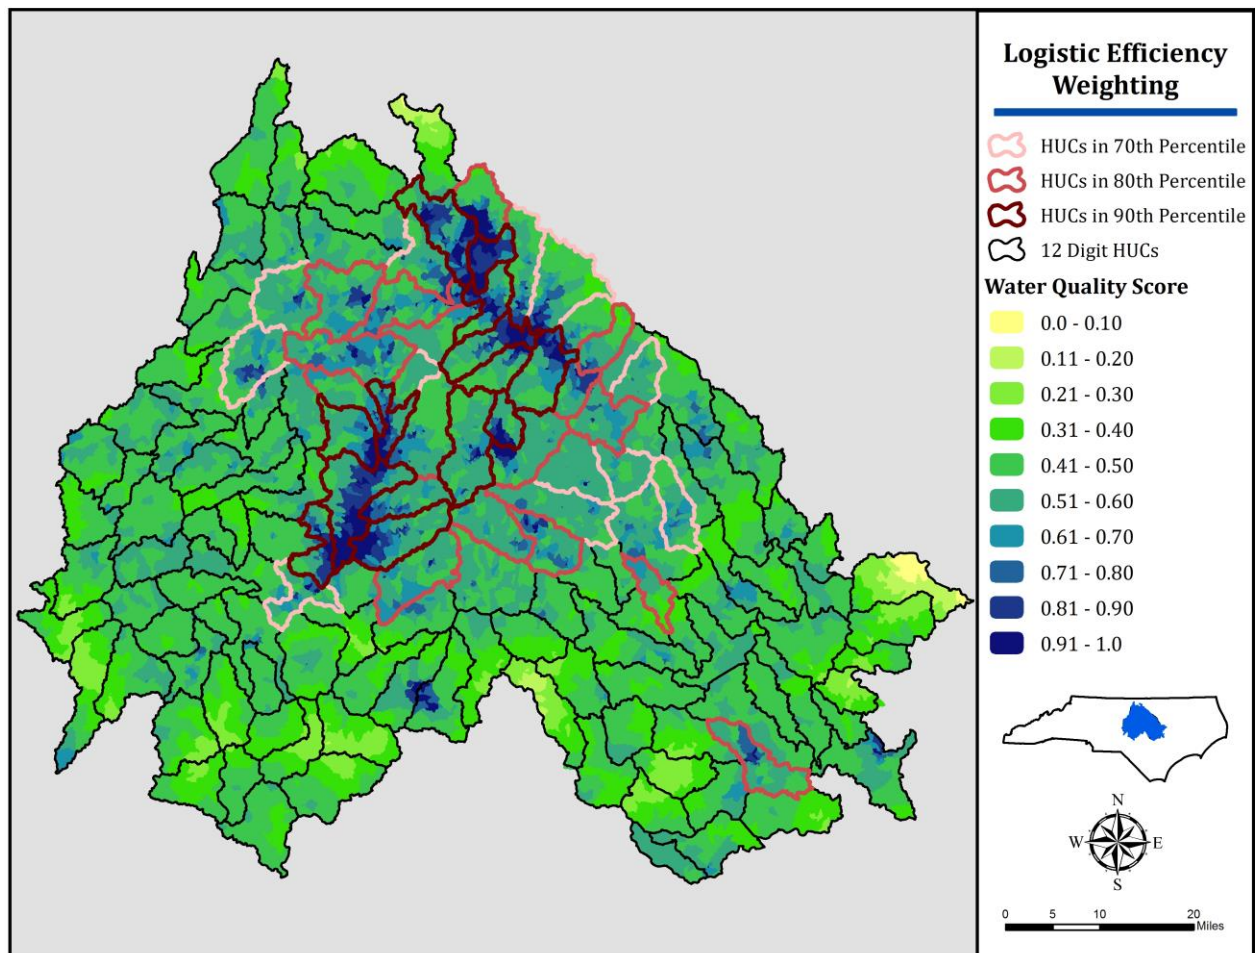 Logistic Efficiency
Weighting
HUCs in 70th Percentile
HUCs in 80th Percentile
HUCs in 90th Percentile
12 Digit HUCs
Water Quality Score
0.0 - 0.10
0.11 - 0.20
0.21 - 0.30
0.31 - 0.40
0.41 - 0.50
0.51 - 0.60
0.61 - 0.70
0.71 - 0.80
0.81 - 0.90
0.91 - 1.0
N
W E
S
0 5 10 20
Miles